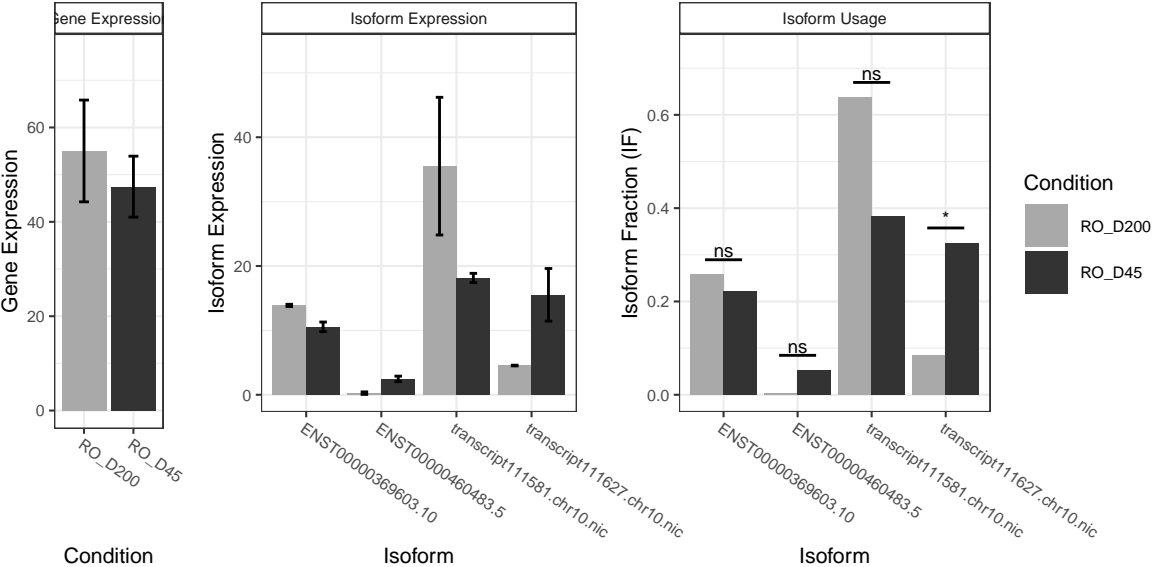 Gene Expression
Isoform Expression
Isoform Usage
Gene Expression
60
40
20
0
RO_D200
RO_D45
Condition
Isoform Expression
40
20
0
ENST00000369603.10
ENST00000460483.5
transcript111581.chr10.nic
transcript111627.chr10.nic
Isoform
Isoform Fraction (IF)
0.6
0.4
0.2
0.0
ns
ns
ns
*
ENST00000369603.10
ENST00000460483.5
transcript111581.chr10.nic
transcript111627.chr10.nic
Isoform
Condition
RO_D200
RO_D45